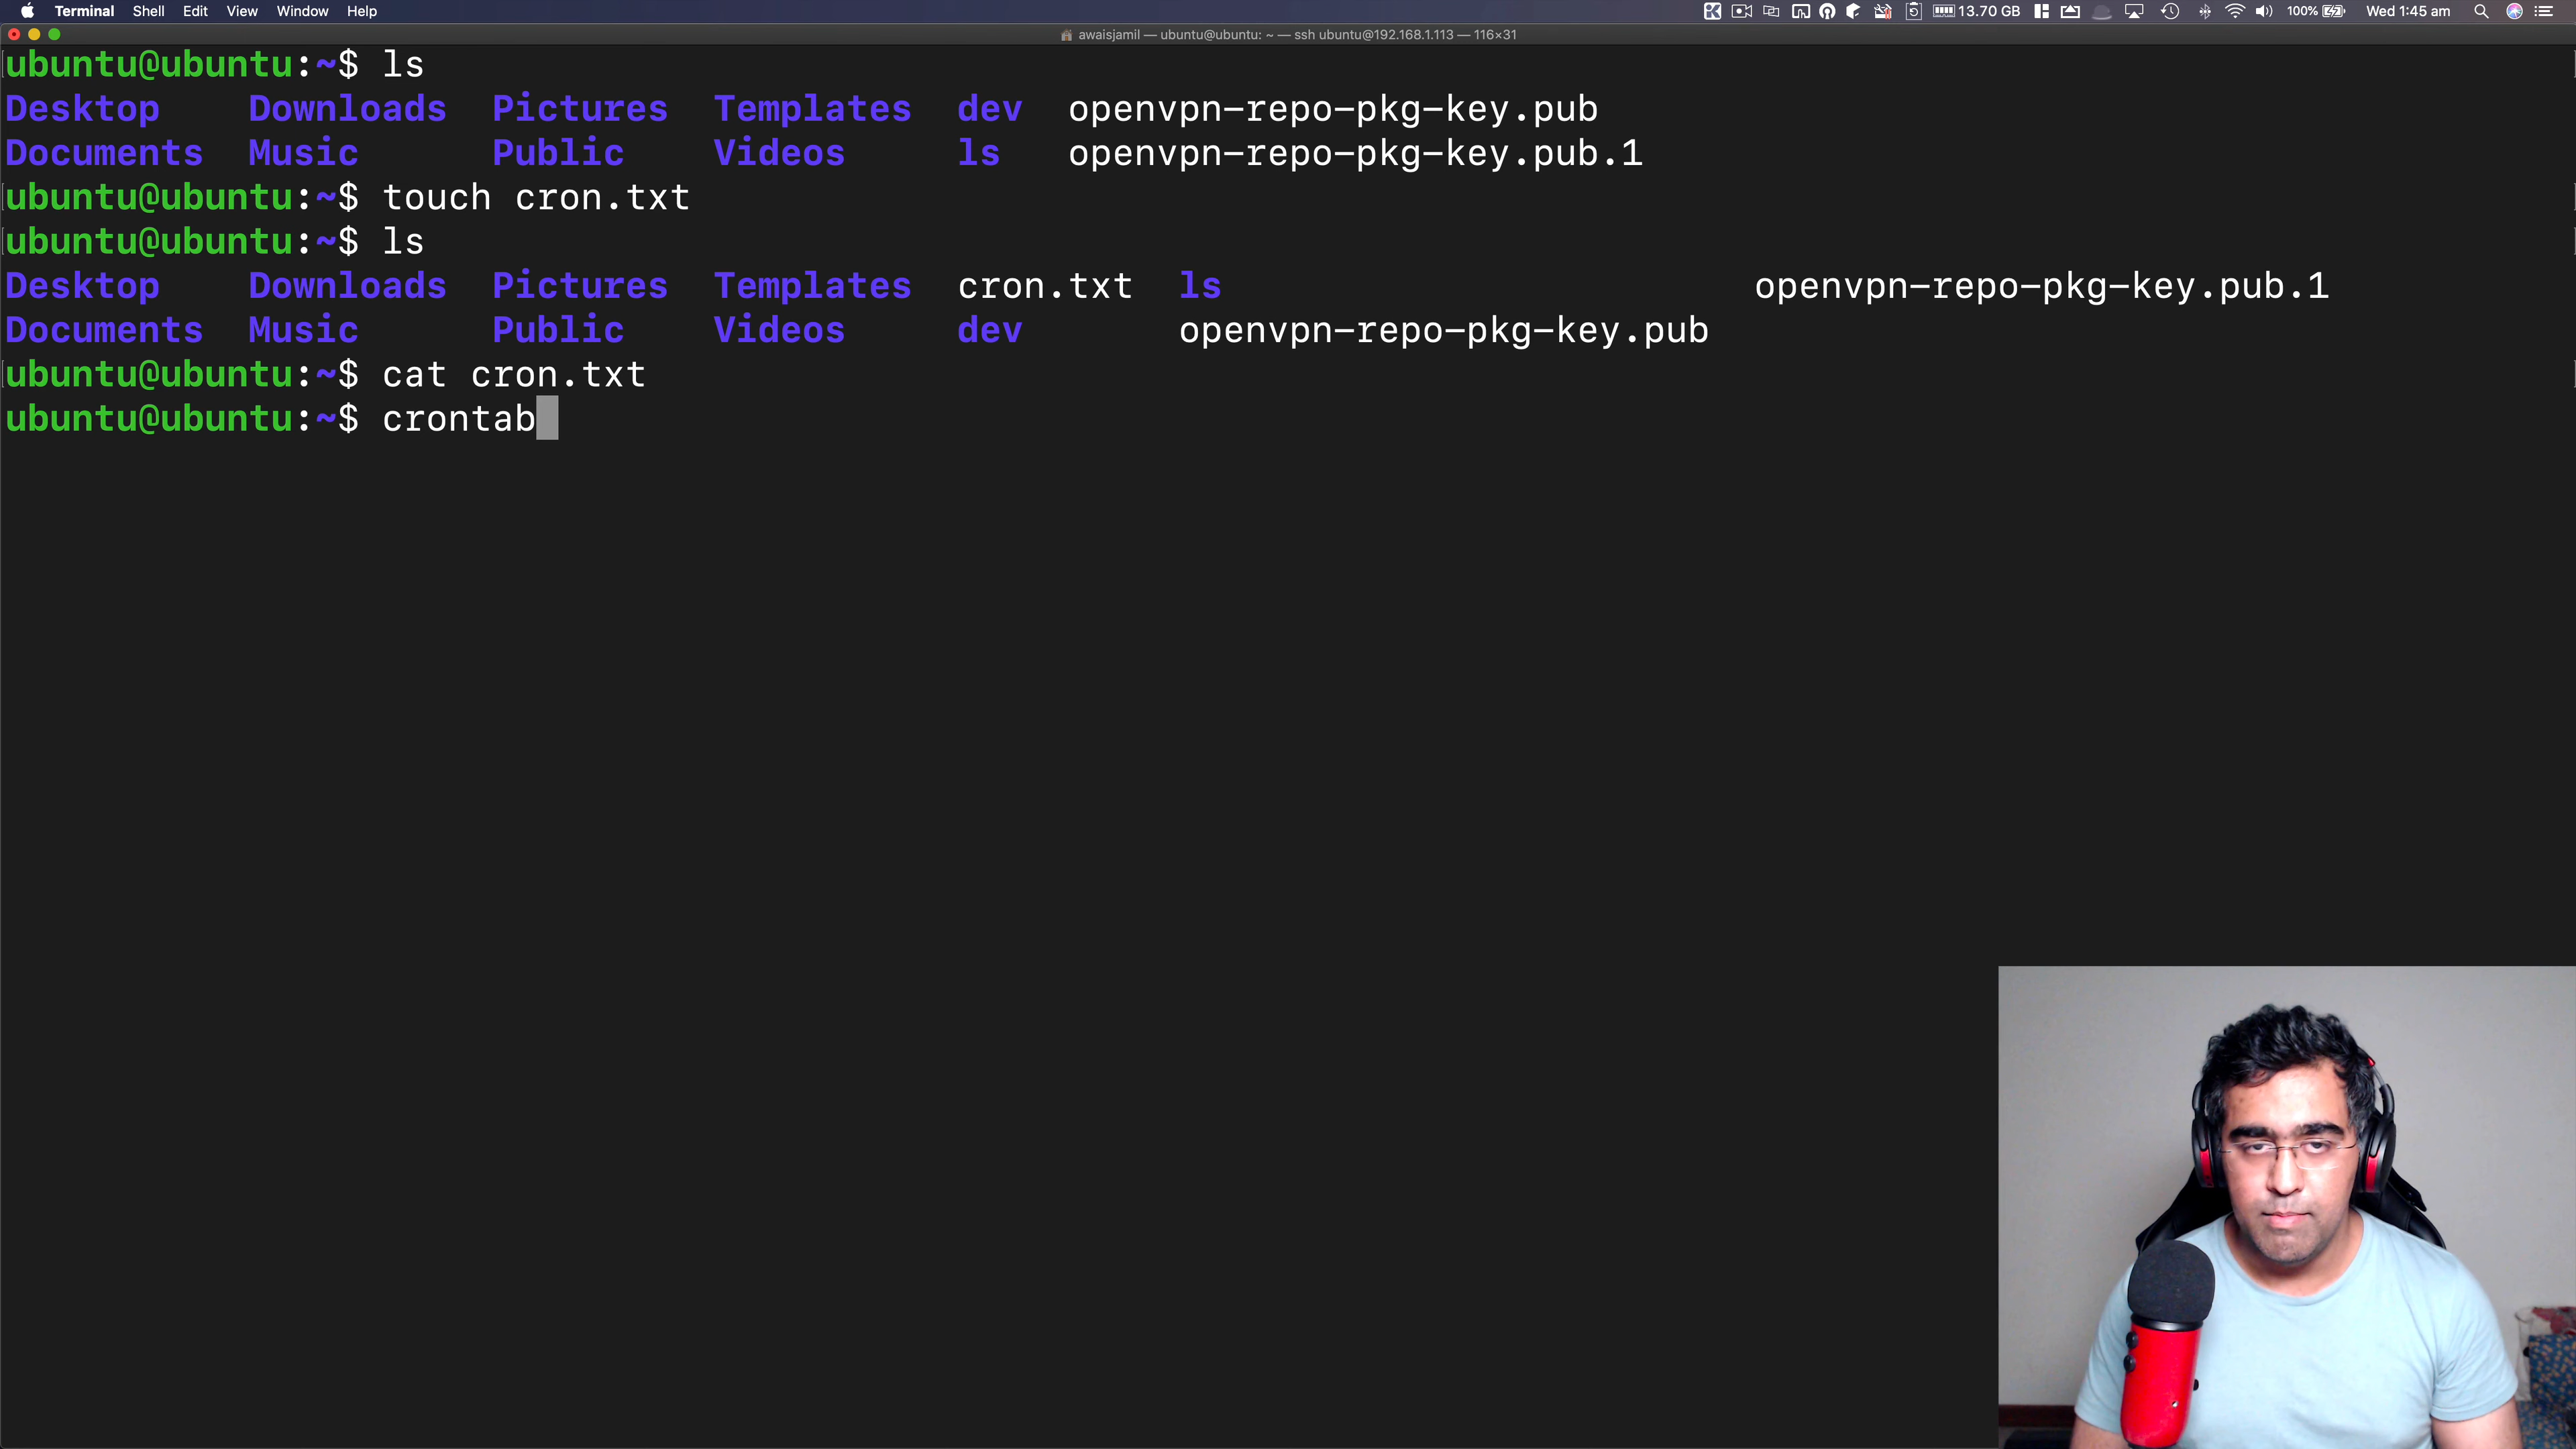 Terminal Shell Edit View Window Help 13.70 GB 100% Wed 1:45 am
awaisjamil — ubuntu@ubuntu: ~ — ssh ubuntu@192.168.1.113 — 116×31
ubuntu@ubuntu:~$ ls
Desktop Downloads Pictures Templates dev openvpn-repo-pkg-key.pub
Documents Music Public Videos ls openvpn-repo-pkg-key.pub.1
ubuntu@ubuntu:~$ touch cron.txt
ubuntu@ubuntu:~$ ls
Desktop Downloads Pictures Templates cron.txt ls openvpn-repo-pkg-key.pub.1
Documents Music Public Videos dev openvpn-repo-pkg-key.pub
ubuntu@ubuntu:~$ cat cron.txt
ubuntu@ubuntu:~$ crontab